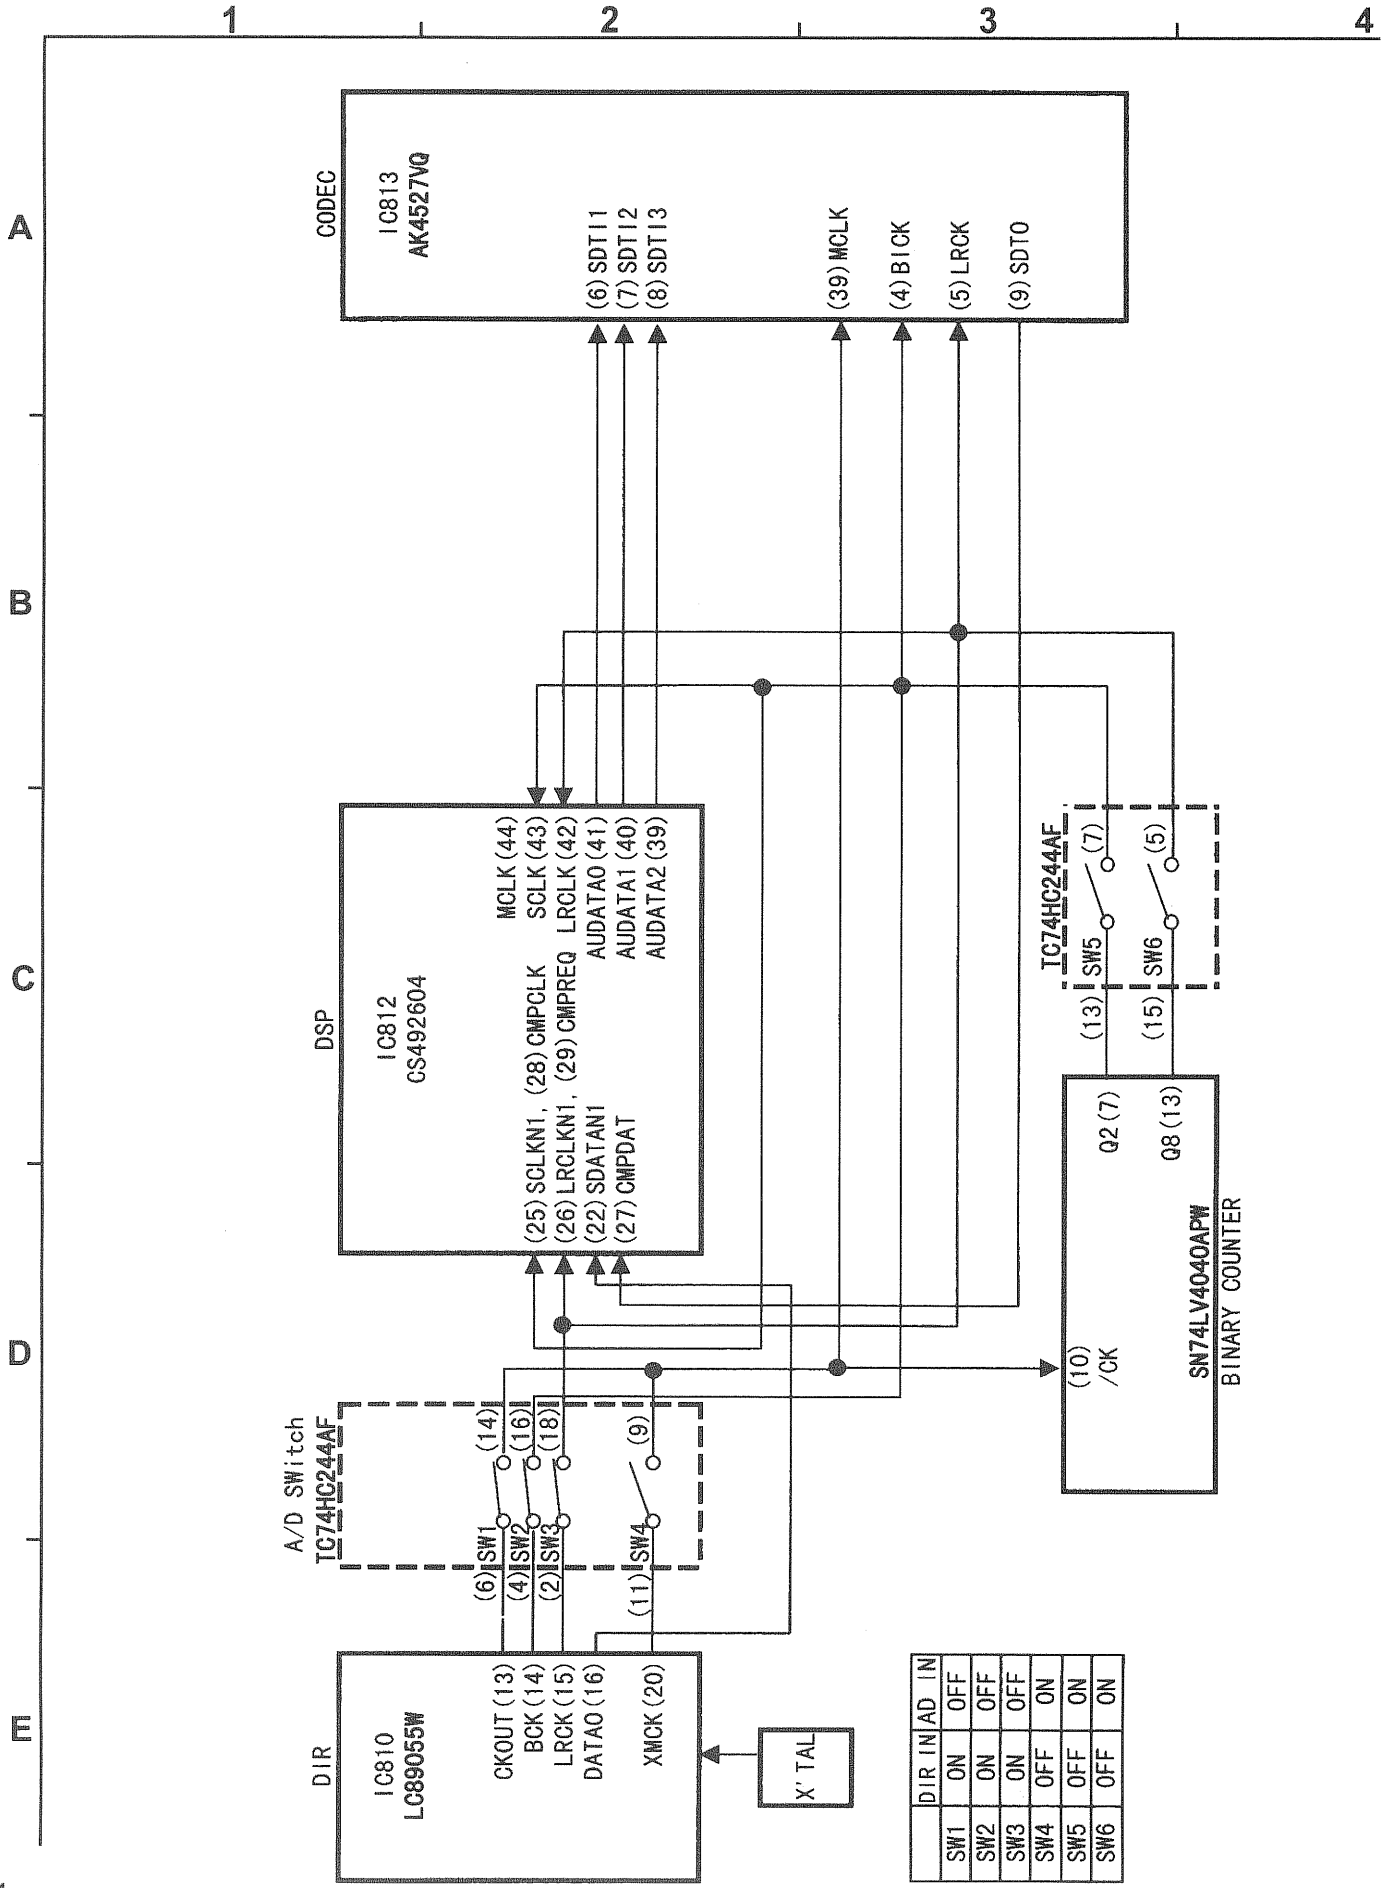 1
2
3
4
A
B
C
D
E
CODEC
IC813
AK4527VQ
(6)SDTI1
(7)SDTI2
(8)SDTI3
(39)MCLK
(4)BICK
(5)LRCK
(9)SDTO
DSP
IC812
CS492604
MCLK(44)
(25)SCLKN1, (28)CMPCLK SCLK(43)
(26)LRCLKN1, (29)CMPREQ LRCLK(42)
(22)SDATAN1 AUDATA0(41)
(27)CMPDAT AUDATA1(40)
AUDATA2(39)
TC74HC244AF
(13) SW5 (7)
(15) SW6 (5)
Q2(7)
Q8(13)
(10)
/CK
SN74LV4040APW
BINARY COUNTER
A/D SWitch
TC74HC244AF
(6) SW1 (14)
(4) SW2 (16)
(2) SW3 (18)
(11) SW4 (9)
DIR
IC810
LC89055W
CKOUT(13)
BCK(14)
LRCK(15)
DATAO(16)
XMCK(20)
X'TAL
DIR IN AD IN
SW1 ON OFF
SW2 ON OFF
SW3 ON OFF
SW4 OFF ON
SW5 OFF ON
SW6 OFF ON